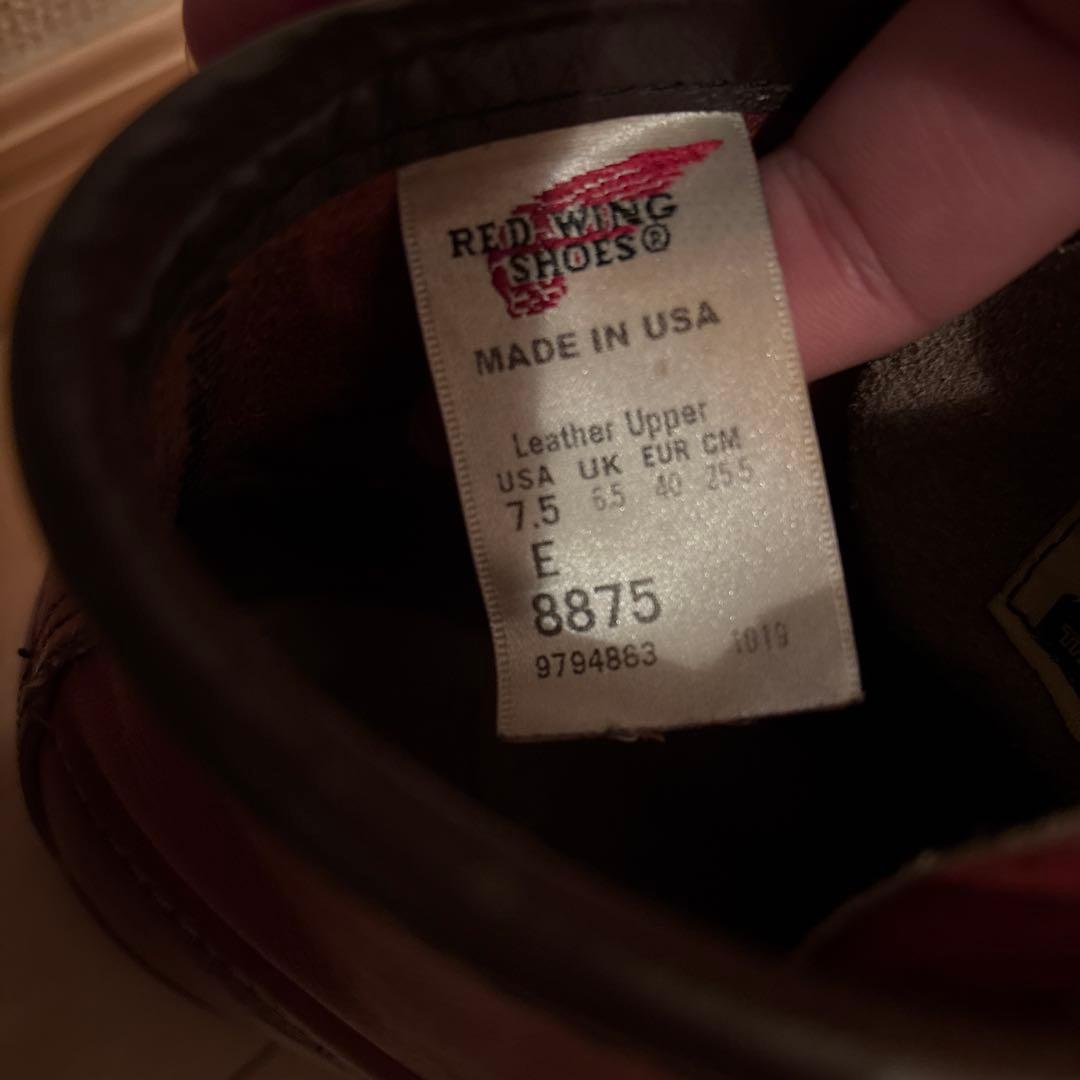 RED WING
SHOES®
MADE IN USA
Leather Upper
USA UK EUR CM
7.5 6.5 40 25.5
E
8875
9794863 1019